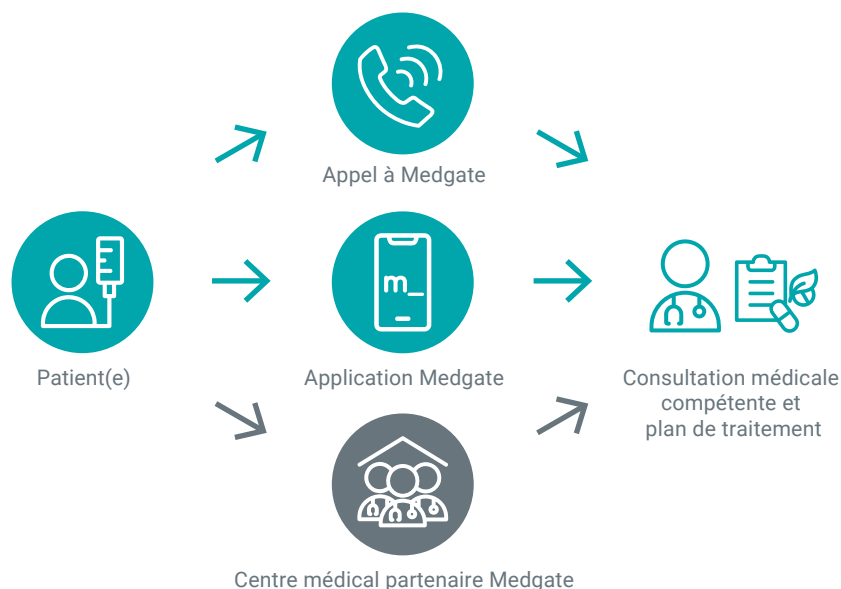 Appel à Medgate
m_
Patient(e)
Application Medgate
Consultation médicale
compétente et
plan de traitement
Centre médical partenaire Medgate